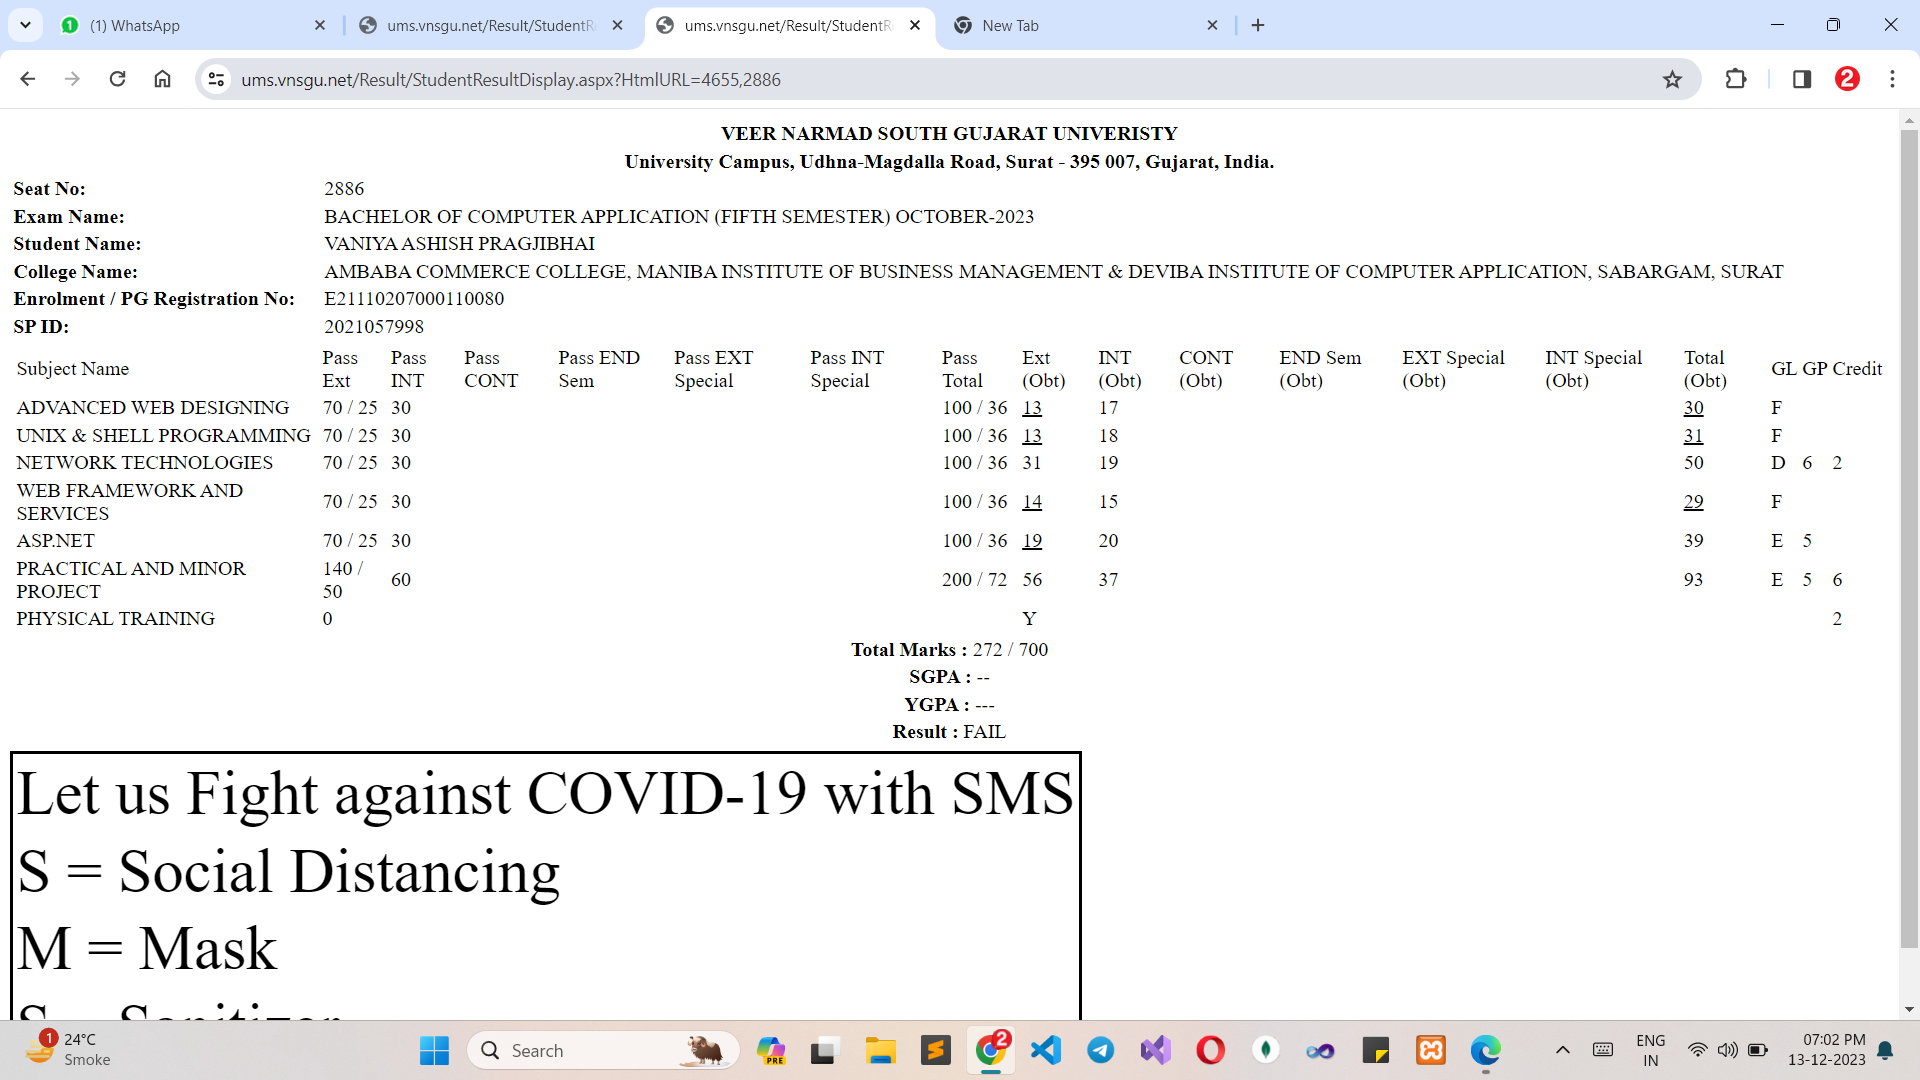 (1) WhatsApp
ums.vnsgu.net/Result/StudentR
ums.vnsgu.net/Result/StudentR
New Tab
ums.vnsgu.net/Result/StudentResultDisplay.aspx?HtmlURL=4655,2886
2
VEER NARMAD SOUTH GUJARAT UNIVERISTY
University Campus, Udhna-Magdalla Road, Surat - 395 007, Gujarat, India.
Seat No: 2886
Exam Name: BACHELOR OF COMPUTER APPLICATION (FIFTH SEMESTER) OCTOBER-2023
Student Name: VANIYA ASHISH PRAGJIBHAI
College Name: AMBABA COMMERCE COLLEGE, MANIBA INSTITUTE OF BUSINESS MANAGEMENT & DEVIBA INSTITUTE OF COMPUTER APPLICATION, SABARGAM, SURAT
Enrolment / PG Registration No: E21110207000110080
SP ID: 2021057998
Subject Name Pass Ext Pass INT Pass CONT Pass END Sem Pass EXT Special Pass INT Special Pass Total Ext (Obt) INT (Obt) CONT (Obt) END Sem (Obt) EXT Special (Obt) INT Special (Obt) Total (Obt) GL GP Credit
ADVANCED WEB DESIGNING 70 / 25 30 100 / 36 13 17 30 F
UNIX & SHELL PROGRAMMING 70 / 25 30 100 / 36 13 18 31 F
NETWORK TECHNOLOGIES 70 / 25 30 100 / 36 31 19 50 D 6 2
WEB FRAMEWORK AND SERVICES 70 / 25 30 100 / 36 14 15 29 F
ASP.NET 70 / 25 30 100 / 36 19 20 39 E 5
PRACTICAL AND MINOR PROJECT 140 / 50 60 200 / 72 56 37 93 E 5 6
PHYSICAL TRAINING 0 Y 2
Total Marks : 272 / 700
SGPA : --
YGPA : ---
Result : FAIL
Let us Fight against COVID-19 with SMS
S = Social Distancing
M = Mask
S = Sanitizer
1
24°C
Smoke
Search
PRE
2
ENG
IN
07:02 PM
13-12-2023